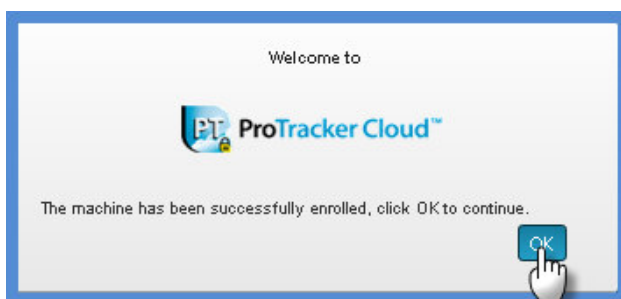 Welcome to
PT ProTracker Cloud™
The machine has been successfully enrolled, click OK to continue.
OK